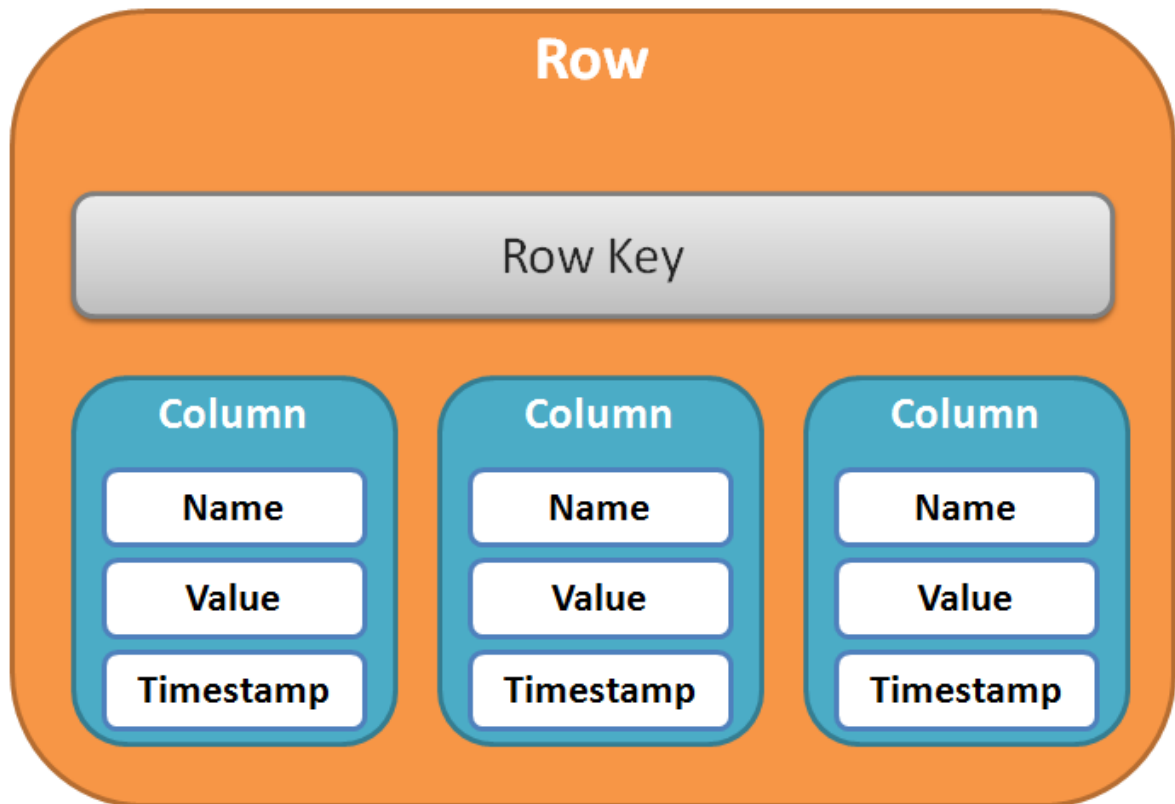 Row
Row Key
Column Column Column
Name Name Name
Value Value Value
Timestamp Timestamp Timestamp